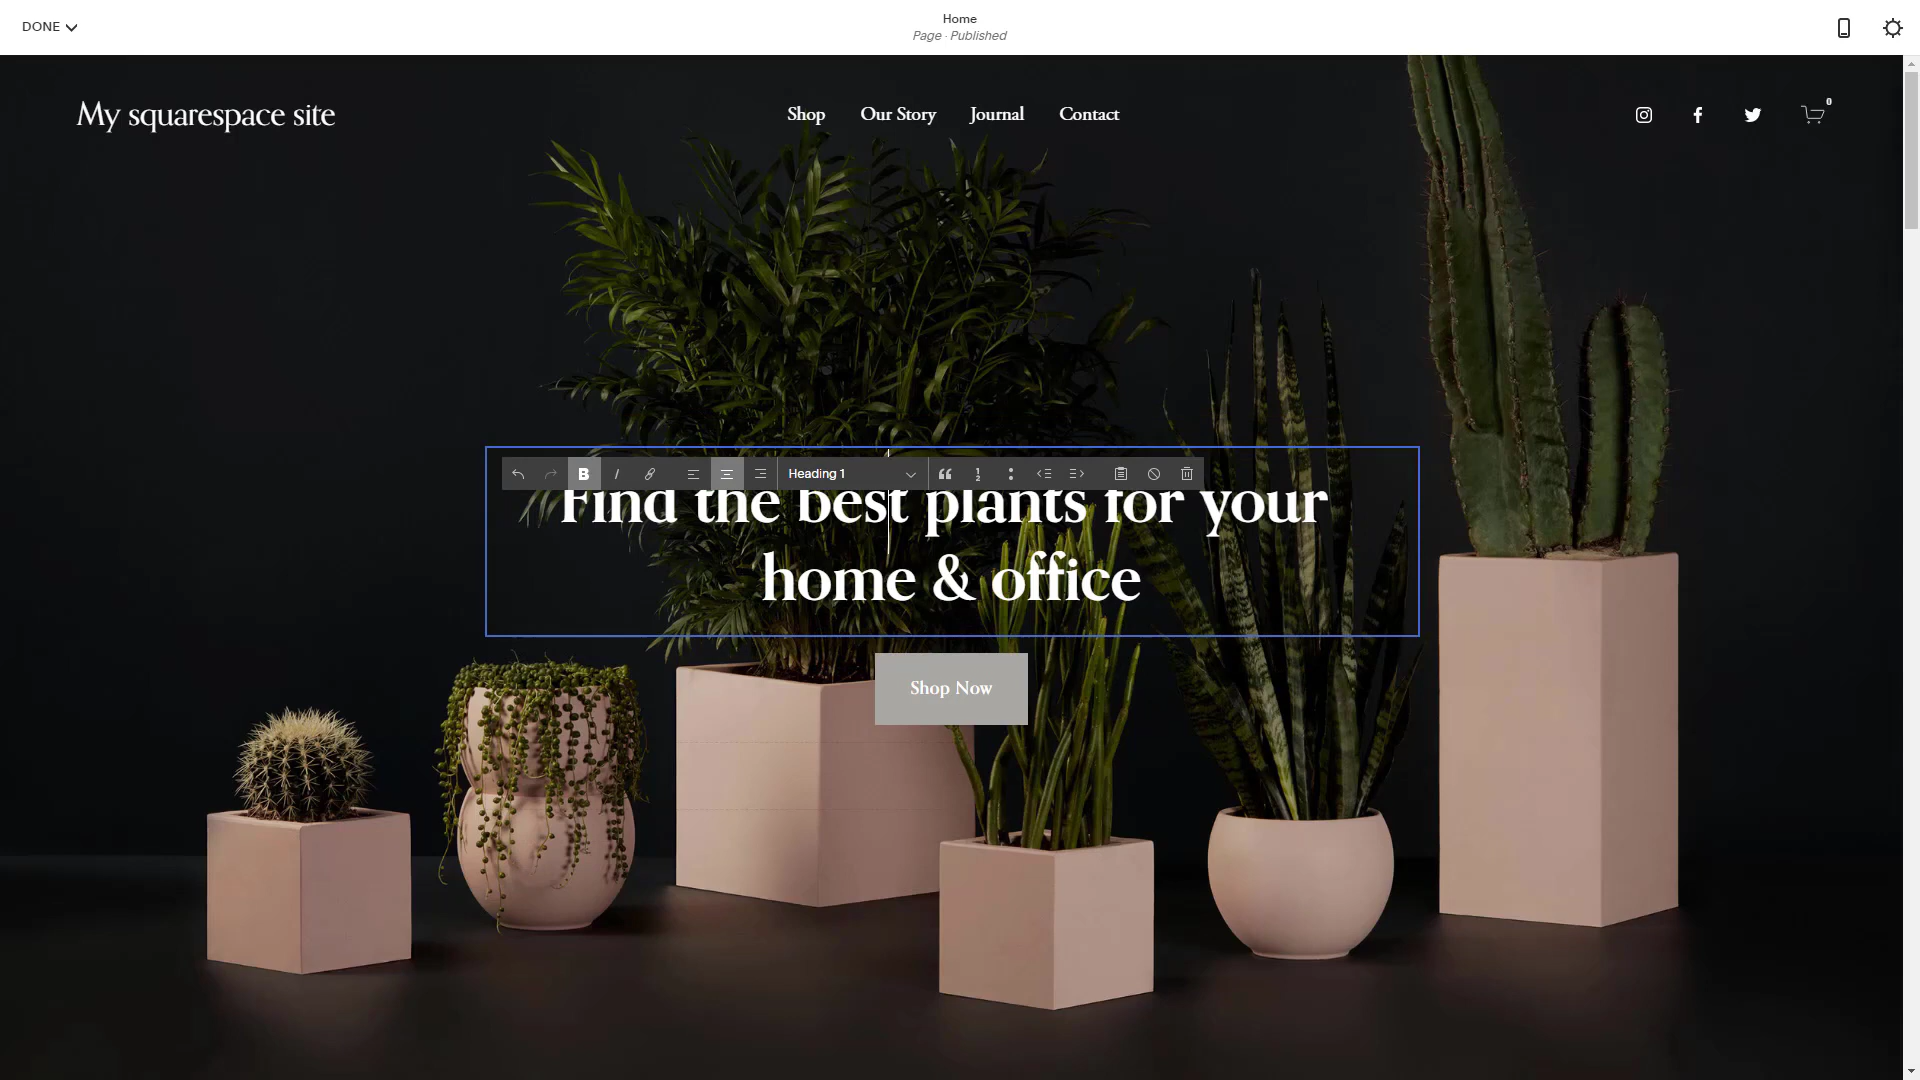 DONE
Home
Page · Published
My squarespace site
Shop
Our Story
Journal
Contact
0
B
I
Heading 1
Find the best plants for your
home & office
Shop Now